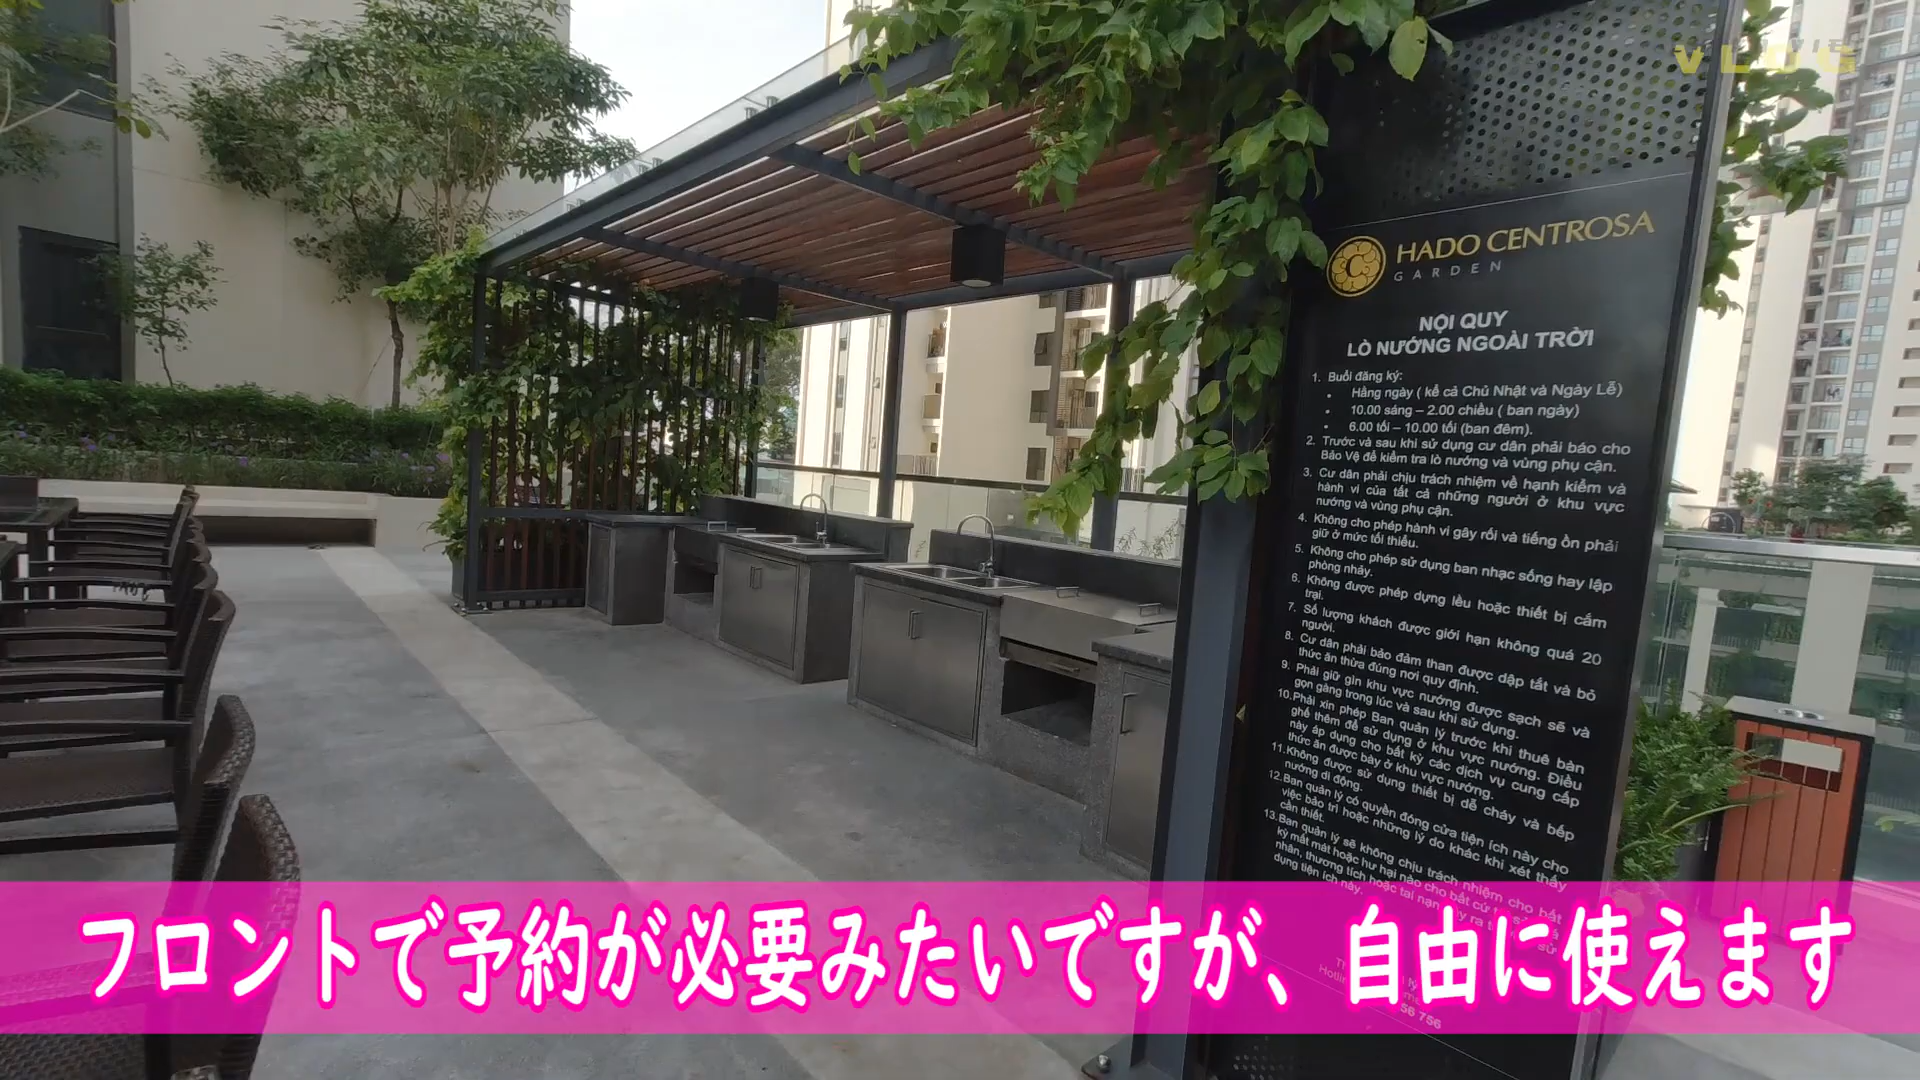 VLOG
HADO CENTROSA
GARDEN
NỘI QUY
LÒ NƯỚNG NGOÀI TRỜI
1. Buổi đăng ký:
• Hằng ngày ( kể cả Chủ Nhật và Ngày Lễ)
• 10.00 sáng – 2.00 chiều ( ban ngày)
• 6.00 tối – 10.00 tối (ban đêm).
2. Trước và sau khi sử dụng cư dân phải báo cho
Bảo Vệ để kiểm tra lò nướng và vùng phụ cận.
3. Cư dân phải chịu trách nhiệm về hạnh kiểm và
hành vi của tất cả những người ở khu vực
nướng và vùng phụ cận.
4. Không cho phép hành vi gây rối và tiếng ồn phải
giữ ở mức tối thiểu.
5. Không cho phép sử dụng ban nhạc sống hay lập
phòng nhảy.
6. Không được phép dựng lều hoặc thiết bị cắm
trại.
7. Số lượng khách được giới hạn không quá 20
người.
8. Cư dân phải bảo đảm than được dập tắt và bỏ
thức ăn thừa đúng nơi quy định.
9. Phải giữ gìn khu vực nướng được sạch sẽ và
gọn gàng trong lúc và sau khi sử dụng.
10.Phải xin phép Ban quản lý trước khi thuê bàn
ghế thêm để sử dụng ở khu vực nướng. Điều
này áp dụng cho bất kỳ các dịch vụ cung cấp
thức ăn được bày ở khu vực nướng.
11.Không được sử dụng thiết bị dễ cháy và bếp
nướng di động.
12.Ban quản lý có quyền đóng cửa tiện ích này cho
việc bảo trì hoặc những lý do khác khi xét thấy
cần thiết.
13.Ban quản lý sẽ không chịu trách nhiệm cho bất
kỳ mất mát hoặc hư hại nào cho bất cứ
nhân, thương tích hoặc tai nạn ra sử
dụng tiện ích này.
56 756
フロントで予約が必要みたいですが、自由に使えます